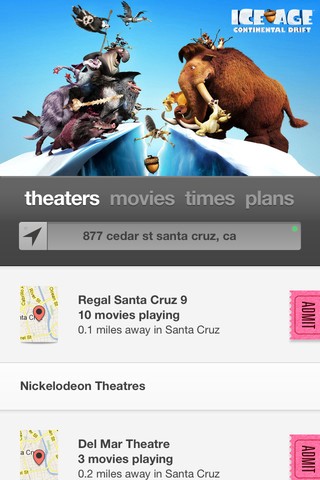 ICE AGE
CONTINENTAL DRIFT
theaters movies times plans
877 cedar st santa cruz, ca
Regal Santa Cruz 9
10 movies playing
0.1 miles away in Santa Cruz
ADMIT
Nickelodeon Theatres
Del Mar Theatre
3 movies playing
0.2 miles away in Santa Cruz
ADMIT